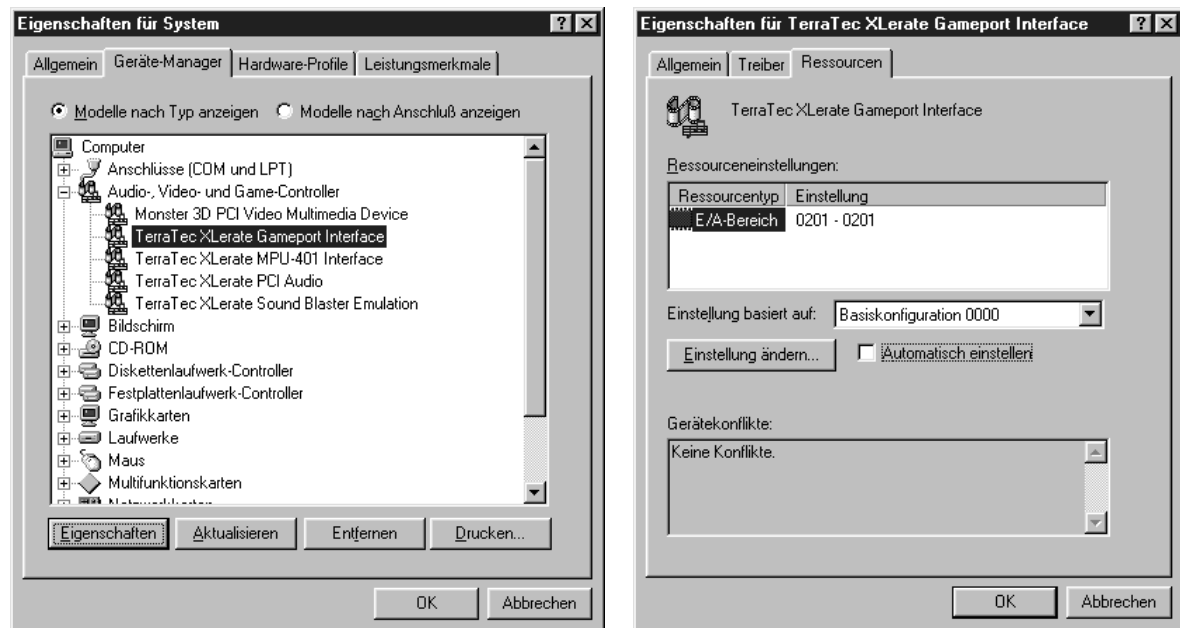 Eigenschaften für System
Allgemein Geräte-Manager Hardware-Profile Leistungsmerkmale
Modelle nach Typ anzeigen Modelle nach Anschluß anzeigen
Computer
Anschlüsse (COM und LPT)
Audio-, Video- und Game-Controller
Monster 3D PCI Video Multimedia Device
TerraTec XLerate Gameport Interface
TerraTec XLerate MPU-401 Interface
TerraTec XLerate PCI Audio
TerraTec XLerate Sound Blaster Emulation
Bildschirm
CD-ROM
Diskettenlaufwerk-Controller
Festplattenlaufwerk-Controller
Grafikkarten
Laufwerke
Maus
Multifunktionskarten
Eigenschaften Aktualisieren Entfernen Drucken...
OK Abbrechen
Eigenschaften für TerraTec XLerate Gameport Interface
Allgemein Treiber Ressourcen
TerraTec XLerate Gameport Interface
Ressourceneinstellungen:
Ressourcentyp Einstellung
E/A-Bereich 0201 - 0201
Einstellung basiert auf: Basiskonfiguration 0000
Einstellung ändern... Automatisch einstellen
Gerätekonflikte:
Keine Konflikte.
OK Abbrechen